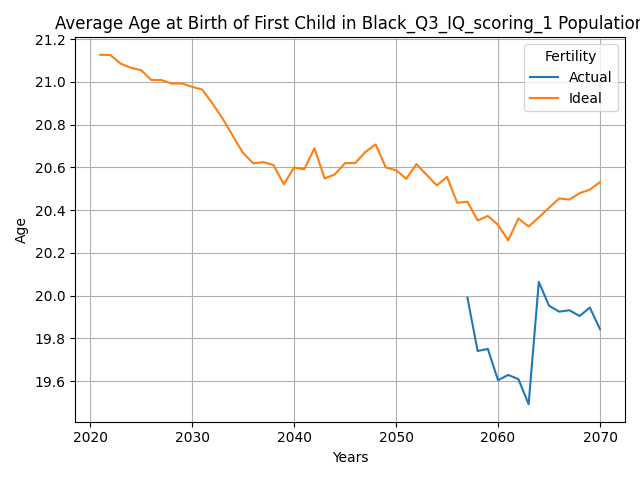 Average Age at Birth of First Child in Black_Q3_IQ_scoring_1 Population
21.2
21.0
20.8
20.6
20.4
20.2
20.0
19.8
19.6
Age
Fertility
Actual
Ideal
2020
2030
2040
2050
2060
2070
Years